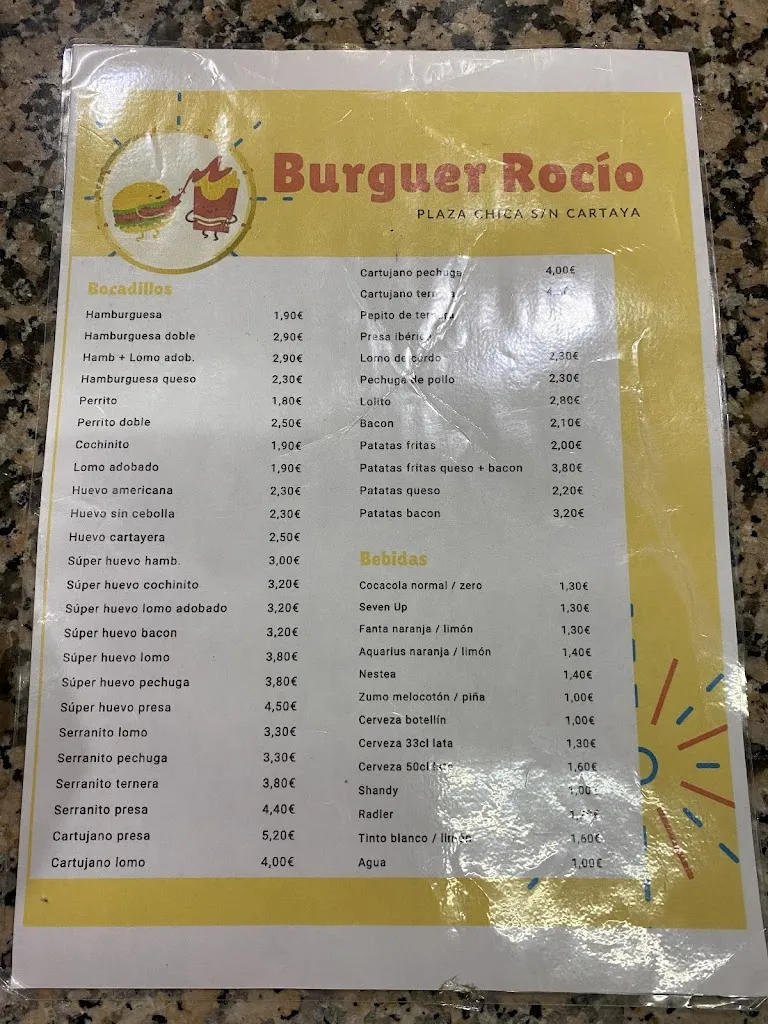 Burguer Rocío
PLAZA CHICA S/N CARTAYA
Bocadillos
Hamburguesa 1,90€
Hamburguesa doble 2,90€
Hamb + Lomo adob. 2,90€
Hamburguesa queso 2,30€
Perrito 1,80€
Perrito doble 2,50€
Cochinito 1,90€
Lomo adobado 1,90€
Huevo americana 2,30€
Huevo sin cebolla 2,30€
Huevo cartayera 2,50€
Súper huevo hamb. 3,00€
Súper huevo cochinito 3,20€
Súper huevo lomo adobado 3,20€
Súper huevo bacon 3,20€
Súper huevo lomo 3,80€
Súper huevo pechuga 3,80€
Súper huevo presa 4,50€
Serranito lomo 3,30€
Serranito pechuga 3,30€
Serranito ternera 3,80€
Serranito presa 4,40€
Cartujano presa 5,20€
Cartujano lomo 4,00€
Cartujano pechuga 4,00€
Cartujano ternera
Pepito de ternera
Presa ibérica
Lomo de cerdo 2,30€
Pechuga de pollo 2,30€
Lolito 2,80€
Bacon 2,10€
Patatas fritas 2,00€
Patatas fritas queso + bacon 3,80€
Patatas queso 2,20€
Patatas bacon 3,20€
Bebidas
Cocacola normal / zero 1,30€
Seven Up 1,30€
Fanta naranja / limón 1,30€
Aquarius naranja / limón 1,40€
Nestea 1,40€
Zumo melocotón / piña 1,00€
Cerveza botellín 1,00€
Cerveza 33cl lata 1,30€
Cerveza 50cl lata 1,60€
Shandy 1,00€
Radler
Tinto blanco / limón 1,60€
Agua 1,00€